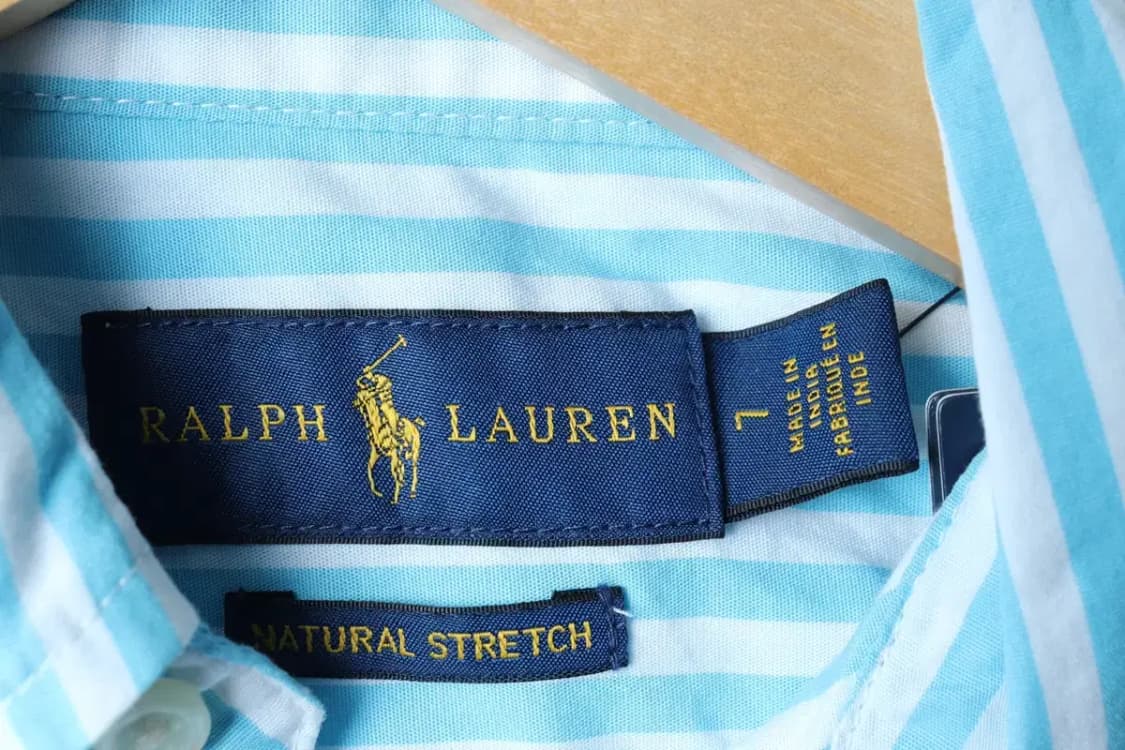 RALPH LAUREN
7
MADE IN
INDIA
FABRIQUÉ EN
INDE
NATURAL STRETCH